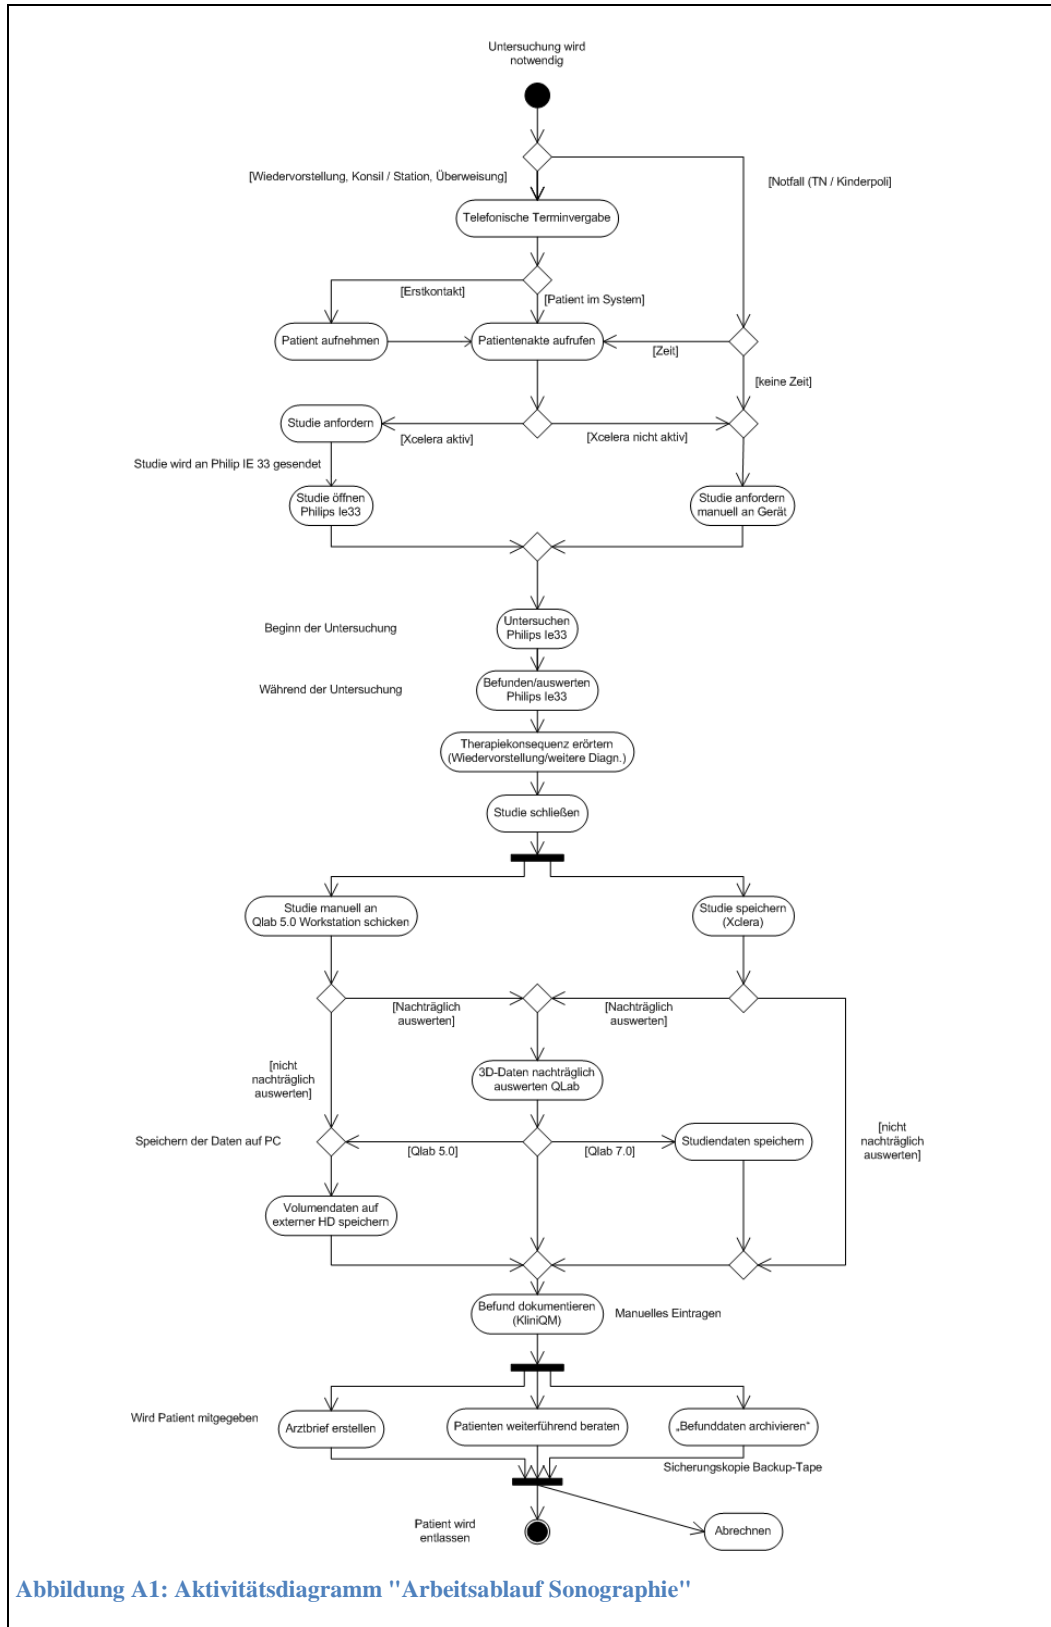 Untersuchung wird
notwendig
[Wiedervorstellung, Konsil / Station, Überweisung]
[Notfall (TN / Kinderpoli]
Telefonische Terminvergabe
[Erstkontakt]
[Patient im System]
Patient aufnehmen
Patientenakte aufrufen
[Zeit]
[keine Zeit]
Studie anfordern
[Xcelera aktiv]
[Xcelera nicht aktiv]
Studie wird an Philip IE 33 gesendet
Studie öffnen
Philips Ie33
Studie anfordern
manuell an Gerät
Beginn der Untersuchung
Untersuchen
Philips Ie33
Während der Untersuchung
Befunden/auswerten
Philips Ie33
Therapiekonsequenz erörtern
(Wiedervorstellung/weitere Diagn.)
Studie schließen
Studie manuell an
Qlab 5.0 Workstation schicken
Studie speichern
(Xclera)
[Nachträglich
auswerten]
[Nachträglich
auswerten]
[nicht
nachträglich
auswerten]
3D-Daten nachträglich
auswerten QLab
Speichern der Daten auf PC
[Qlab 5.0]
[Qlab 7.0]
Studiendaten speichern
[nicht
nachträglich
auswerten]
Volumendaten auf
externer HD speichern
Befund dokumentieren
(KliniQM)
Manuelles Eintragen
Wird Patient mitgegeben
Arztbrief erstellen
Patienten weiterführend beraten
„Befunddaten archivieren“
Sicherungskopie Backup-Tape
Patient wird
entlassen
Abrechnen
Abbildung A1: Aktivitätsdiagramm "Arbeitsablauf Sonographie"